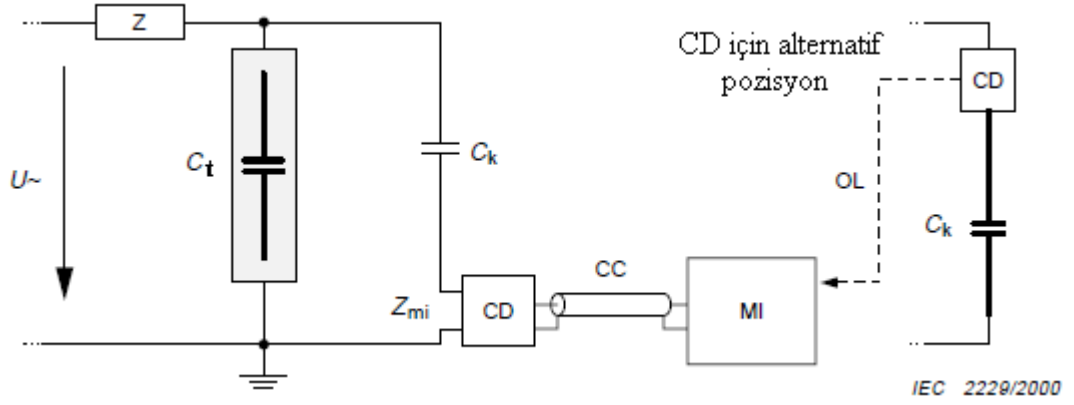 Z
CD için alternatif
pozisyon
CD
U~
Ct
Ck
OL
Ck
CC
Zmi
CD
MI
IEC 2229/2000